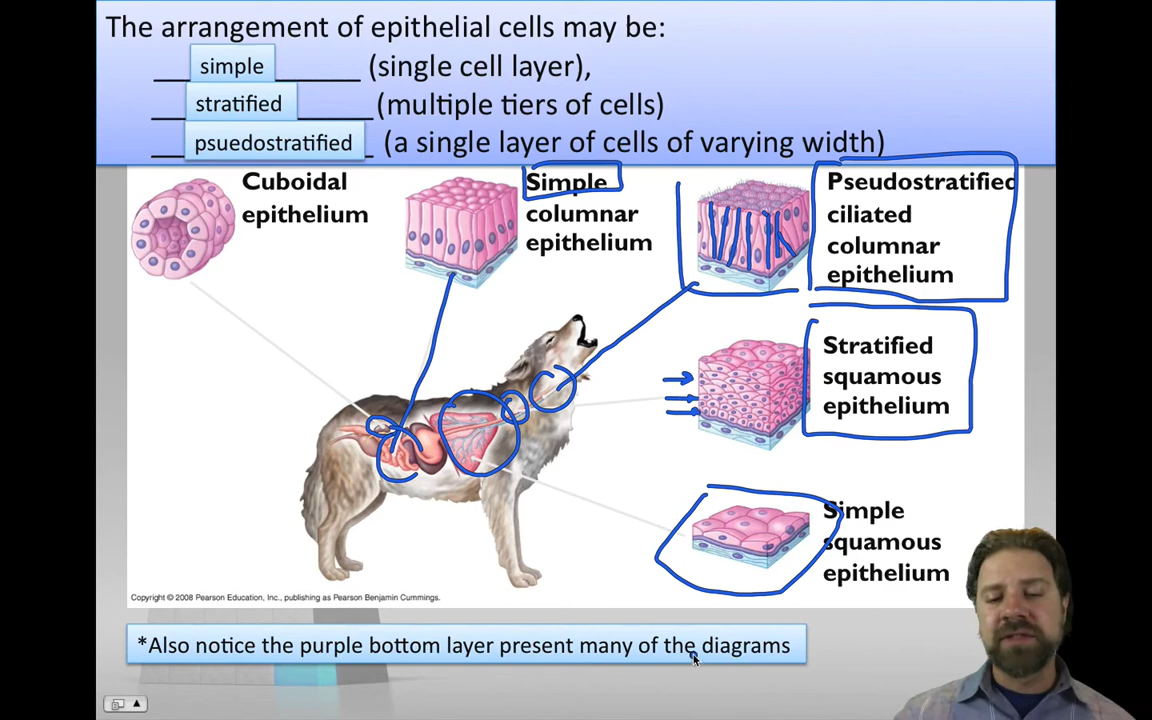 The arrangement of epithelial cells may be:
___simple_______ (single cell layer),
__stratified______ (multiple tiers of cells)
__psuedostratified_ (a single layer of cells of varying width)
Cuboidal
epithelium
Simple
columnar
epithelium
Pseudostratified
ciliated
columnar
epithelium
Stratified
squamous
epithelium
Simple
squamous
epithelium
Copyright © 2008 Pearson Education, Inc., publishing as Pearson Benjamin Cummings.
*Also notice the purple bottom layer present many of the diagrams